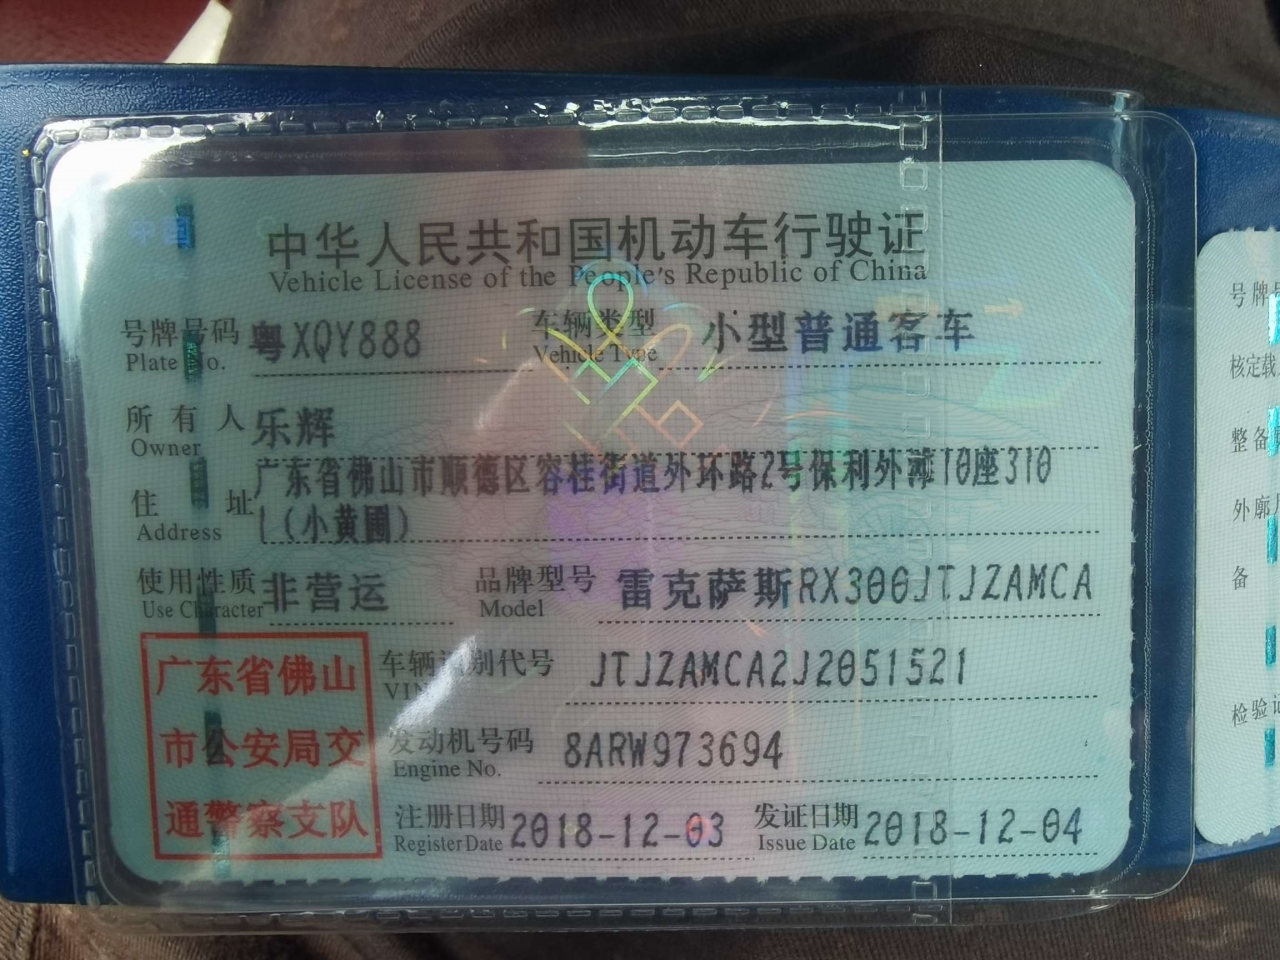 中国
中华人民共和国机动车行驶证
Vehicle License of the People's Republic of China
号牌号码 粤XQY888 车辆类型 小型普通客车
Plate No. Vehicle Type
所有人 乐辉
Owner
住址 广东省佛山市顺德区容桂街道外环路2号保利外滩10座310
Address 1(小黄圃)
使用性质 非营运 品牌型号 雷克萨斯RX300JTJZAMCA
Use Character Model
车辆识别代号 JTJZAMCA2J2051521
VIN
发动机号码 8ARW973694
Engine No.
注册日期 2018-12-03 发证日期 2018-12-04
Register Date Issue Date
广东省佛山
市公安局交
通警察支队
号牌
核定载
整备
外廓
备
检验记